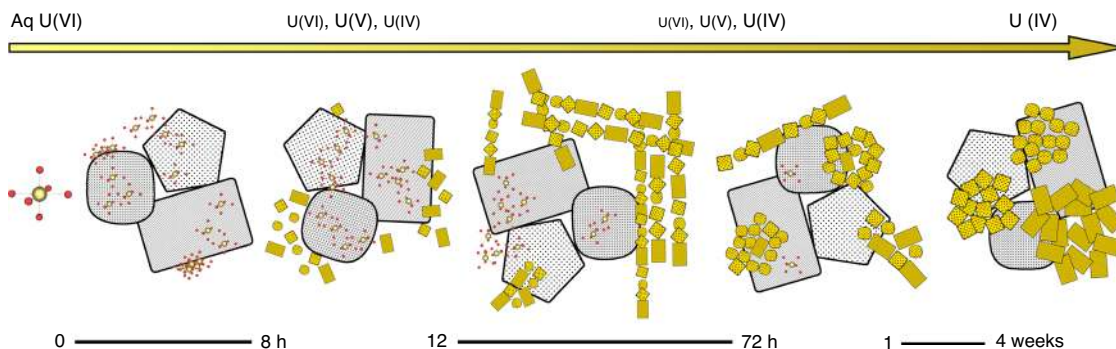 Aq U(VI) U(VI), U(V), U(IV) U(VI), U(V), U(IV) U (IV)
0 8 h 12 72 h 1 4 weeks